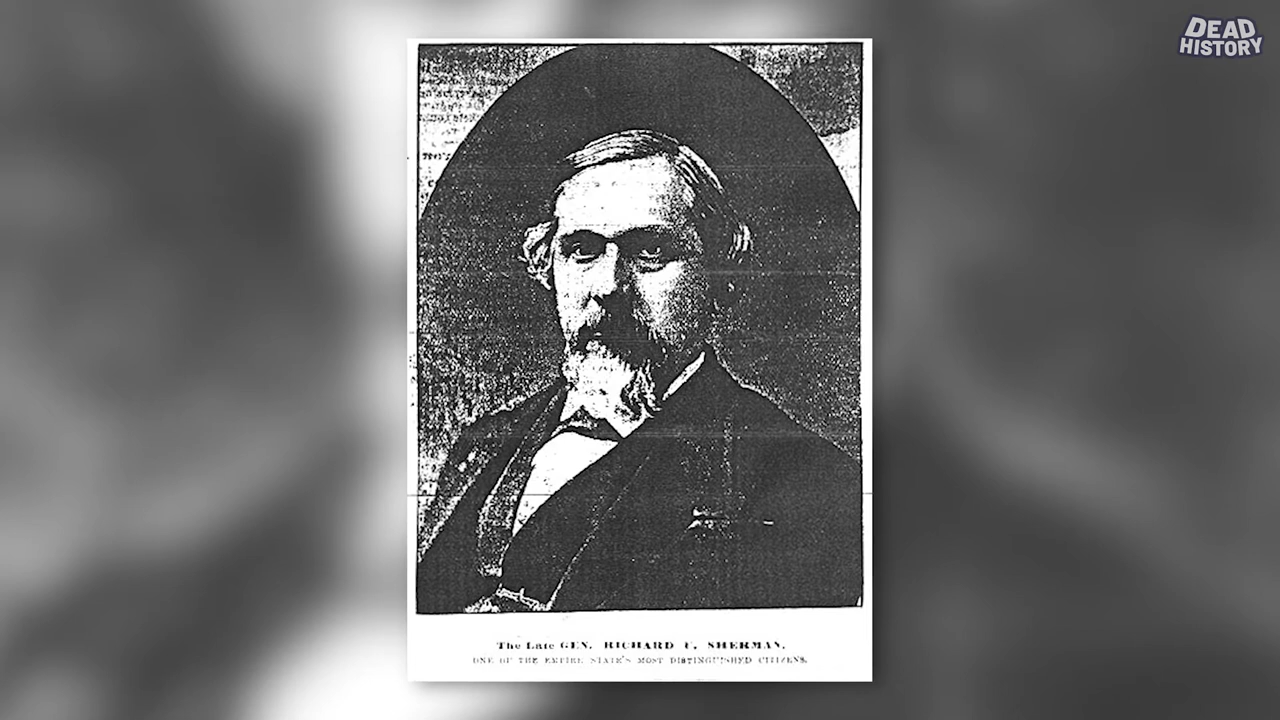 DEAD
HISTORY
The Late GEN. RICHARD U. SHERMAN,
ONE OF THE EMPIRE STATE'S MOST DISTINGUISHED CITIZENS.